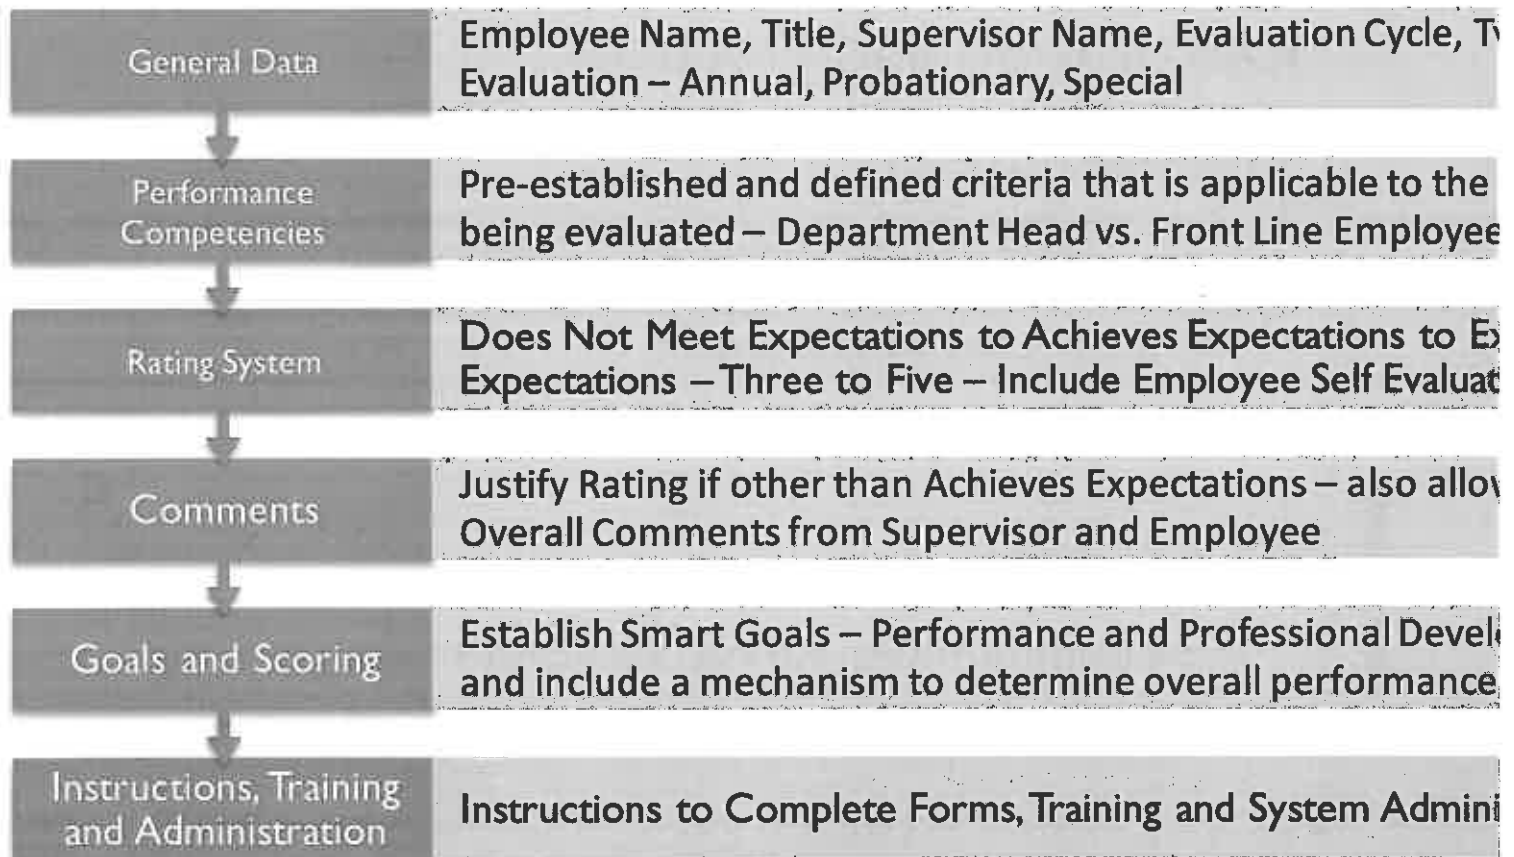 General Data
Employee Name, Title, Supervisor Name, Evaluation Cycle,
Evaluation – Annual, Probationary, Special
Performance
Competencies
Pre-established and defined criteria that is applicable to the
being evaluated – Department Head vs. Front Line Employee
Rating System
Does Not Meet Expectations to Achieves Expectations to
Expectations – Three to Five – Include Employee Self
Comments
Justify Rating if other than Achieves Expectations – also
Overall Comments from Supervisor and Employee
Goals and Scoring
Establish Smart Goals – Performance and Professional
and include a mechanism to determine overall performance
Instructions, Training
and Administration
Instructions to Complete Forms, Training and System